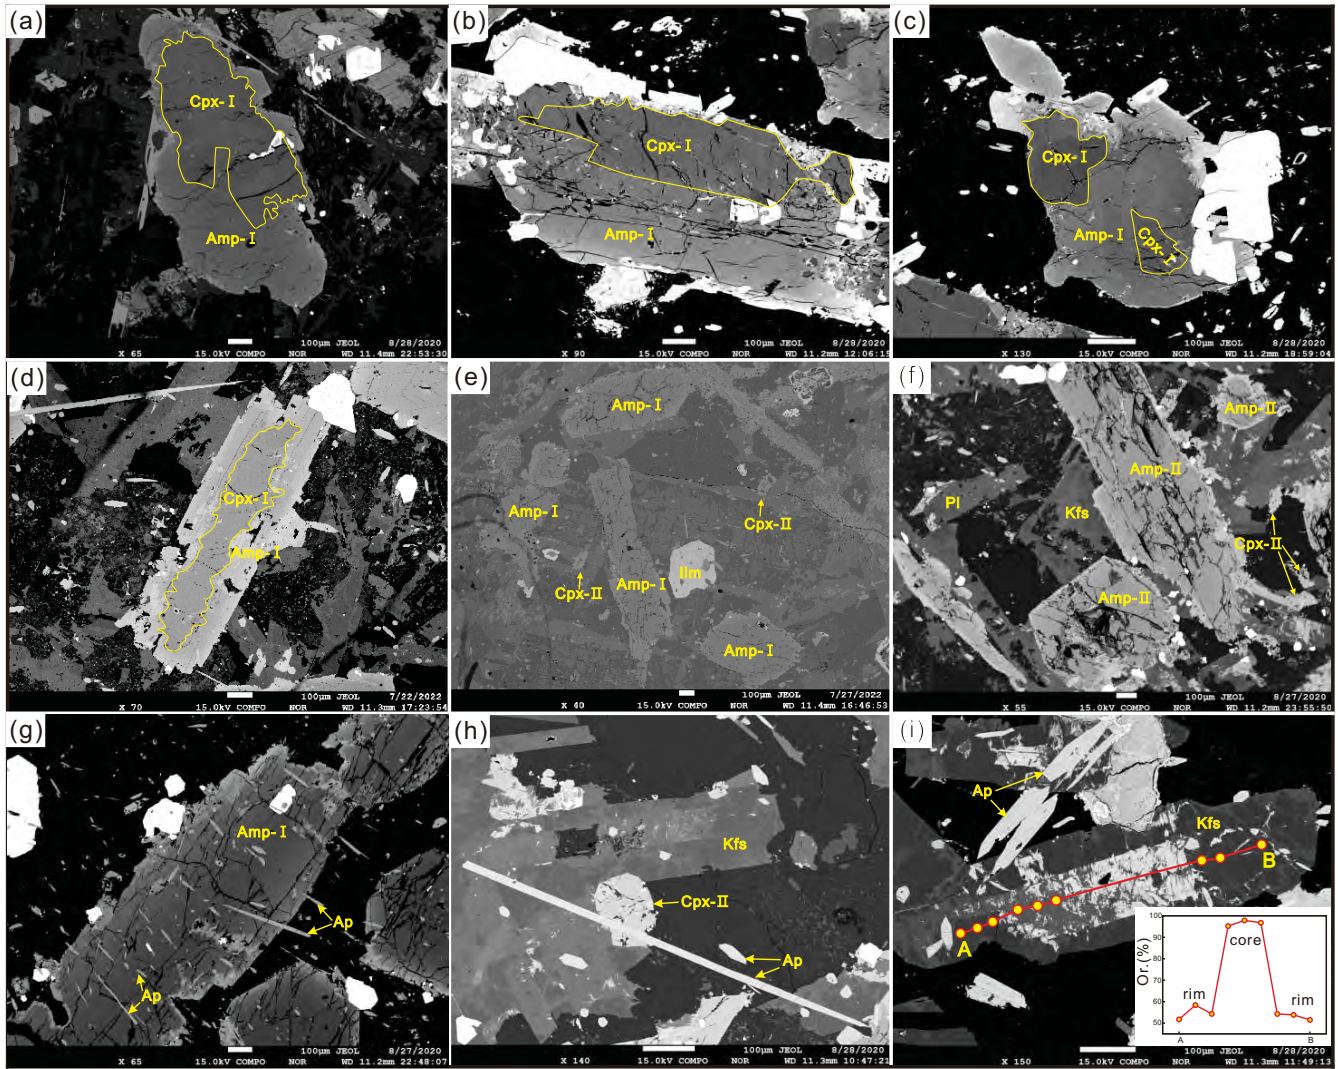 (a)
Cpx-Ⅰ
Amp-Ⅰ
100μm JEOL 8/28/2020
X 65 15.0kV COMPO NOR WD 11.4mm 22:53:30
(b)
Cpx-Ⅰ
Amp-Ⅰ
100μm JEOL 8/28/2020
X 90 15.0kV COMPO NOR WD 11.2mm 12:06:15
(c)
Cpx-Ⅰ
Amp-Ⅰ
Cpx-Ⅰ
100μm JEOL 8/28/2020
X 130 15.0kV COMPO NOR WD 11.2mm 18:59:04
(d)
Cpx-Ⅰ
Amp-Ⅰ
100μm JEOL 7/22/2022
X 70 15.0kV COMPO NOR WD 11.3mm 17:23:54
(e)
Amp-Ⅰ
Amp-Ⅰ
Cpx-Ⅱ
Ilm
Cpx-Ⅱ
Amp-Ⅰ
Amp-Ⅰ
100μm JEOL 7/27/2022
X 40 15.0kV COMPO NOR WD 11.4mm 16:46:53
(f)
Amp-Ⅱ
Amp-Ⅱ
Pl
Kfs
Cpx-Ⅱ
Amp-Ⅱ
100μm JEOL 8/27/2020
X 55 15.0kV COMPO NOR WD 11.2mm 23:55:50
(g)
Amp-Ⅰ
Ap
Ap
100μm JEOL 8/27/2020
X 65 15.0kV COMPO NOR WD 11.2mm 22:48:07
(h)
Kfs
Cpx-Ⅱ
Ap
100μm JEOL 8/28/2020
X 140 15.0kV COMPO NOR WD 11.3mm 10:47:21
(i)
Ap
Kfs
B
A
Or.(%)
100
90
80
70
60
50
core
rim
rim
A
B
100μm JEOL 8/28/2020
X 150 15.0kV COMPO NOR WD 11.3mm 11:49:13